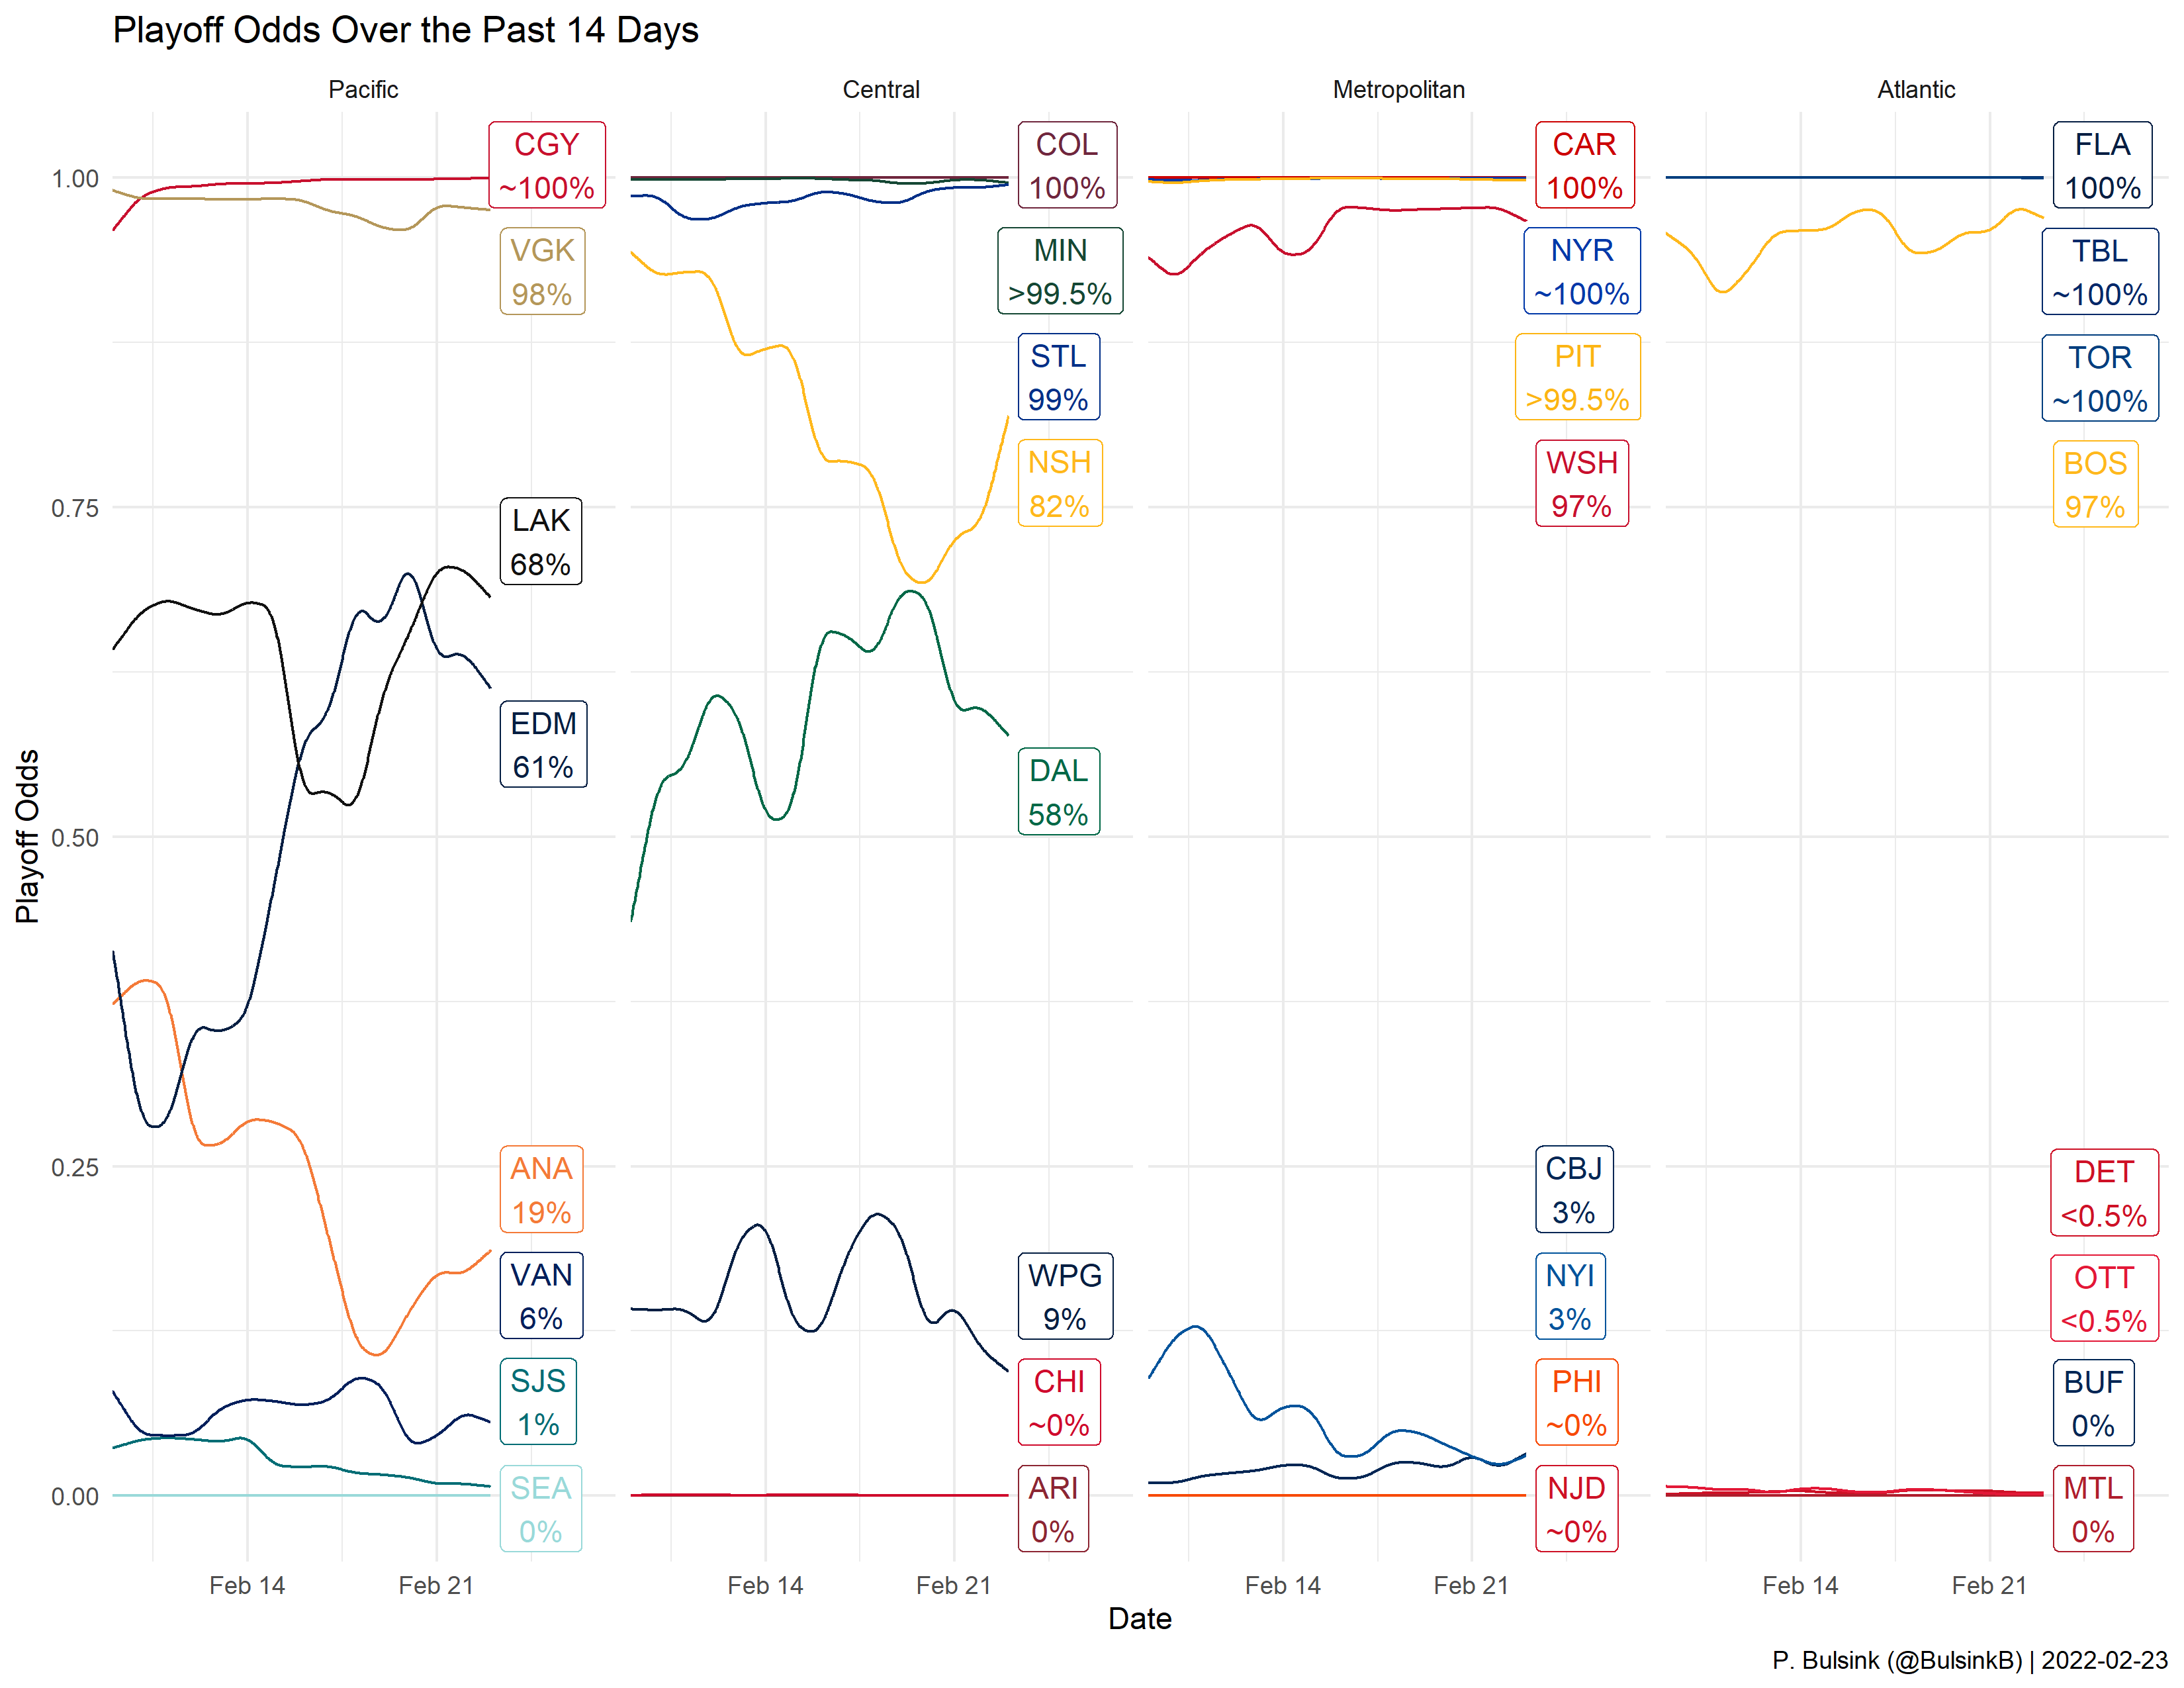 Playoff Odds Over the Past 14 Days
Pacific
Central
Metropolitan
Atlantic
Playoff Odds
1.00
0.75
0.50
0.25
0.00
CGY
~100%
VGK
98%
LAK
68%
EDM
61%
ANA
19%
VAN
6%
SJS
1%
SEA
0%
COL
100%
MIN
>99.5%
STL
99%
NSH
82%
DAL
58%
WPG
9%
CHI
~0%
ARI
0%
CAR
100%
NYR
~100%
PIT
>99.5%
WSH
97%
CBJ
3%
NYI
3%
PHI
~0%
NJD
~0%
FLA
100%
TBL
~100%
TOR
~100%
BOS
97%
DET
<0.5%
OTT
<0.5%
BUF
0%
MTL
0%
Feb 14
Feb 21
Feb 14
Feb 21
Feb 14
Feb 21
Feb 14
Feb 21
Date
P. Bulsink (@BulsinkB) | 2022-02-23